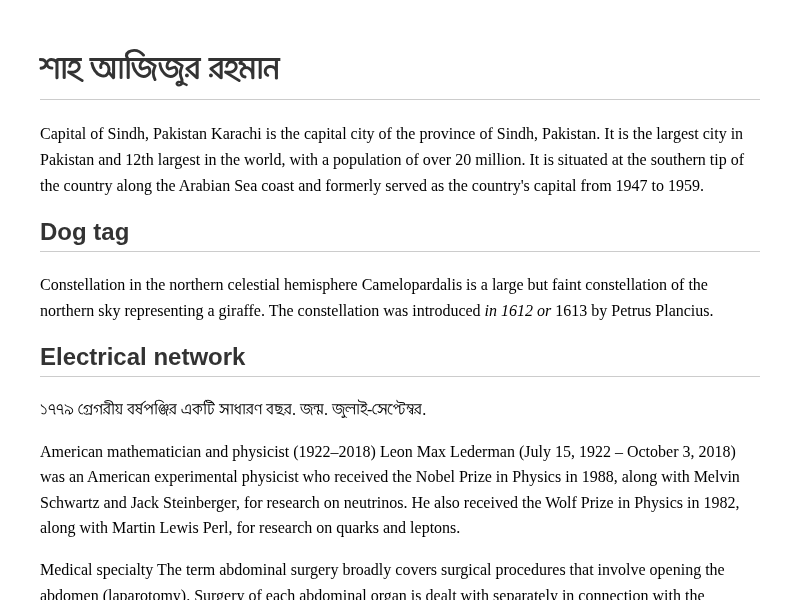 শাহ আজিজুর রহমান
Capital of Sindh, Pakistan Karachi is the capital city of the province of Sindh, Pakistan. It is the largest city in
Pakistan and 12th largest in the world, with a population of over 20 million. It is situated at the southern tip of
the country along the Arabian Sea coast and formerly served as the country's capital from 1947 to 1959.
Dog tag
Constellation in the northern celestial hemisphere Camelopardalis is a large but faint constellation of the
northern sky representing a giraffe. The constellation was introduced in 1612 or 1613 by Petrus Plancius.
Electrical network
১৭৭৯ গ্রেগরীয় বর্ষপঞ্জির একটি সাধারণ বছর. জন্ম. জুলাই-সেপ্টেম্বর.
American mathematician and physicist (1922–2018) Leon Max Lederman (July 15, 1922 – October 3, 2018)
was an American experimental physicist who received the Nobel Prize in Physics in 1988, along with Melvin
Schwartz and Jack Steinberger, for research on neutrinos. He also received the Wolf Prize in Physics in 1982,
along with Martin Lewis Perl, for research on quarks and leptons.
Medical specialty The term abdominal surgery broadly covers surgical procedures that involve opening the
abdomen (laparotomy). Surgery of each abdominal organ is dealt with separately in connection with the